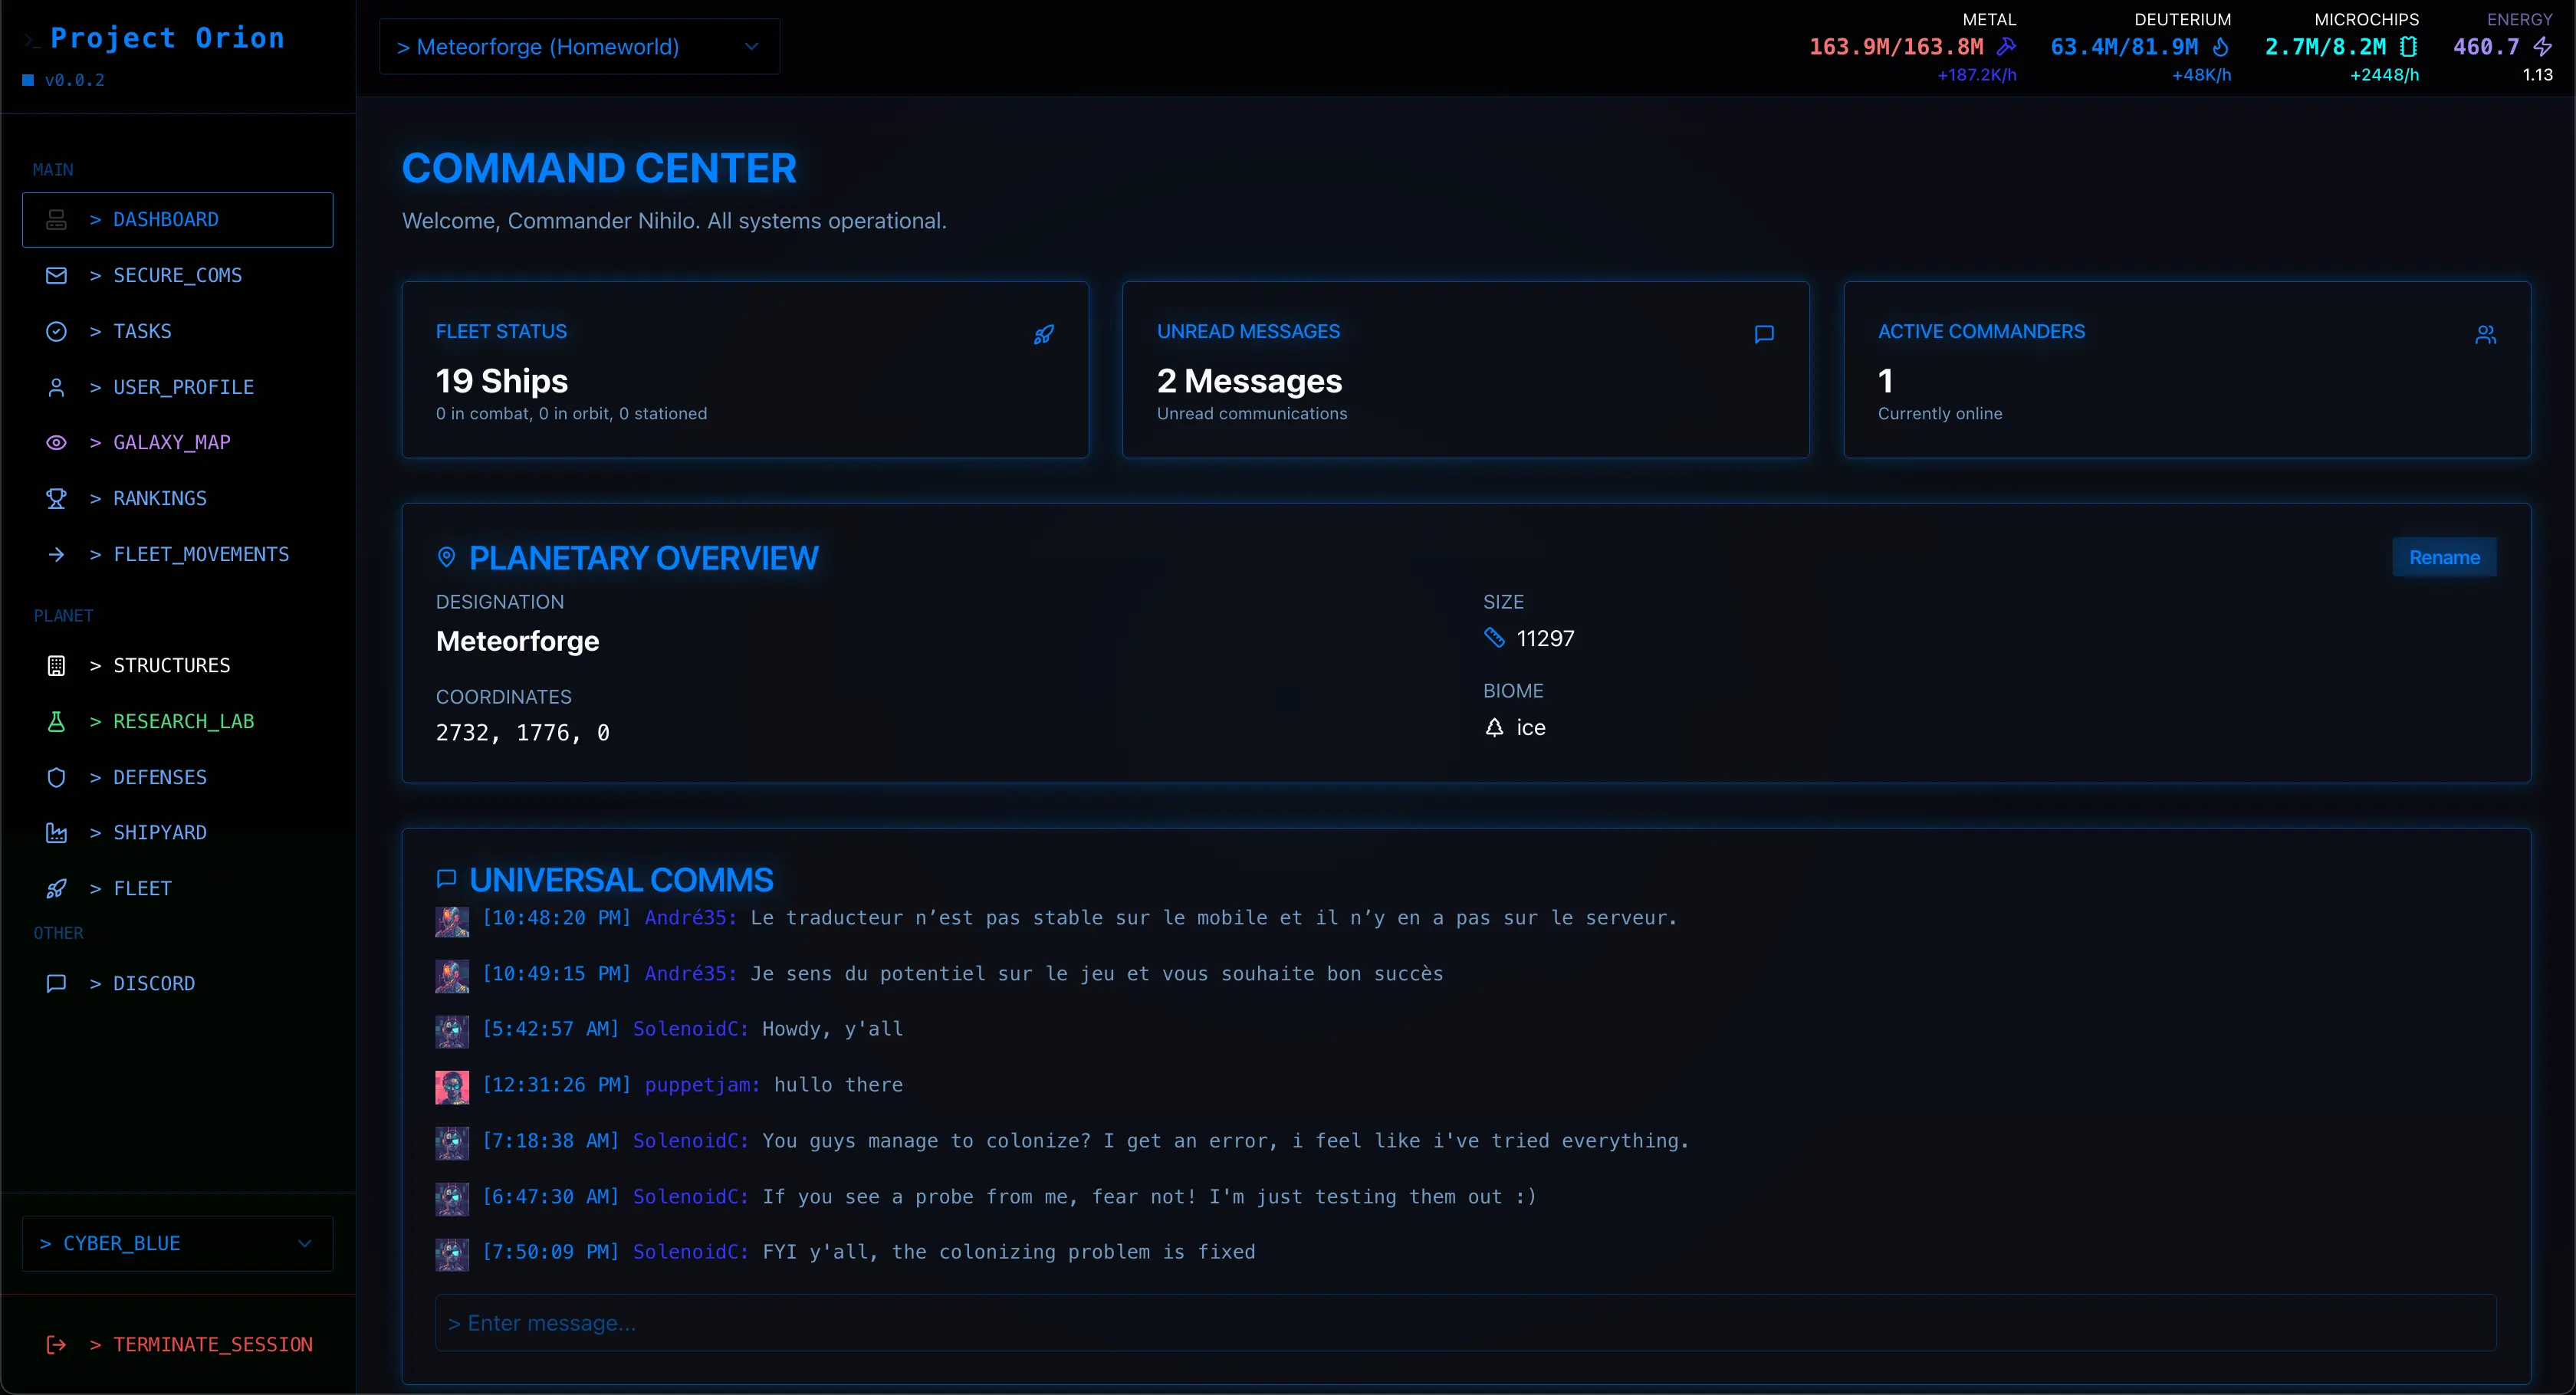 >_ Project Orion
v0.0.2
MAIN
> DASHBOARD
> SECURE_COMS
> TASKS
> USER_PROFILE
> GALAXY_MAP
> RANKINGS
> FLEET_MOVEMENTS
PLANET
> STRUCTURES
> RESEARCH_LAB
> DEFENSES
> SHIPYARD
> FLEET
OTHER
> DISCORD
> CYBER_BLUE
> TERMINATE_SESSION
> Meteorforge (Homeworld)
METAL
163.9M/163.8M
+187.2K/h
DEUTERIUM
63.4M/81.9M
+48K/h
MICROCHIPS
2.7M/8.2M
+2448/h
ENERGY
460.7
1.13
COMMAND CENTER
Welcome, Commander Nihilo. All systems operational.
FLEET STATUS
19 Ships
0 in combat, 0 in orbit, 0 stationed
UNREAD MESSAGES
2 Messages
Unread communications
ACTIVE COMMANDERS
1
Currently online
PLANETARY OVERVIEW
Rename
DESIGNATION
Meteorforge
COORDINATES
2732, 1776, 0
SIZE
11297
BIOME
ice
UNIVERSAL COMMS
[10:48:20 PM] André35: Le traducteur n’est pas stable sur le mobile et il n’y en a pas sur le serveur.
[10:49:15 PM] André35: Je sens du potentiel sur le jeu et vous souhaite bon succès
[5:42:57 AM] SolenoidC: Howdy, y'all
[12:31:26 PM] puppetjam: hullo there
[7:18:38 AM] SolenoidC: You guys manage to colonize? I get an error, i feel like i've tried everything.
[6:47:30 AM] SolenoidC: If you see a probe from me, fear not! I'm just testing them out :)
[7:50:09 PM] SolenoidC: FYI y'all, the colonizing problem is fixed
> Enter message...